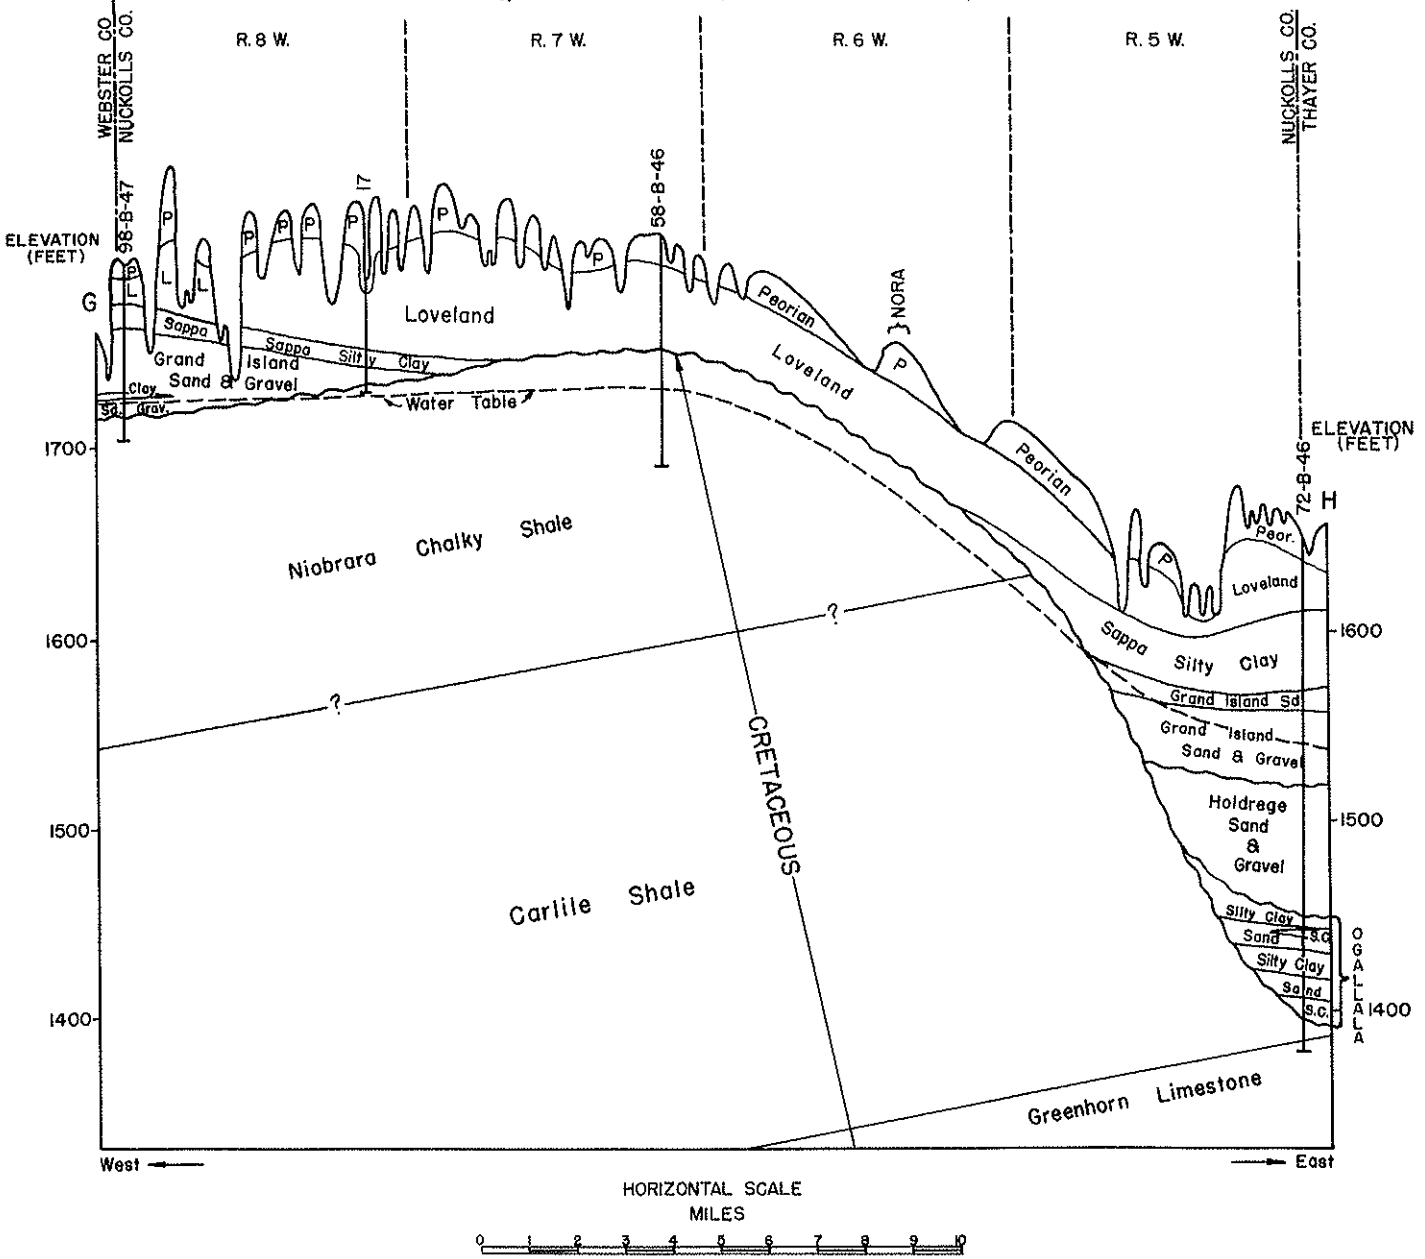 WEBSTER CO.
NUCKOLLS CO.
R. 8 W.
R. 7 W.
R. 6 W.
R. 5 W.
NUCKOLLS CO.
THAYER CO.
98-B-47
17
58-B-46
72-B-46
ELEVATION
(FEET)
G
P
L
P
L
L
P
P
P
P
P
P
Peorian
} NORA
P
Peorian
P
Peor.
ELEVATION
(FEET)
H
Loveland
Loveland
Loveland
Sappa
Sappa Silty Clay
Grand Island
Sand & Gravel
Clay
Sd. Grav.
Water Table
1700
1600
1500
1400
Niobrara Chalky Shale
?
?
CRETACEOUS
Carlile Shale
Greenhorn Limestone
Sappa Silty Clay
Grand Island Sd.
Grand Island
Sand & Gravel
Holdrege
Sand
&
Gravel
Silty Clay
Sand
S.C.
Silty Clay
Sand
S.C.
OGALLALA
1600
1500
1400
West
East
HORIZONTAL SCALE
MILES
0 1 2 3 4 5 6 7 8 9 10